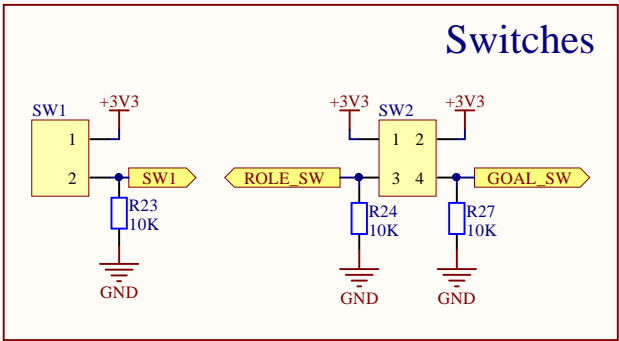 Switches
SW1
+3V3
1
2
SW1
R23
10K
GND
+3V3
SW2
+3V3
1 2
ROLE_SW
3 4
GOAL_SW
R24
10K
R27
10K
GND
GND